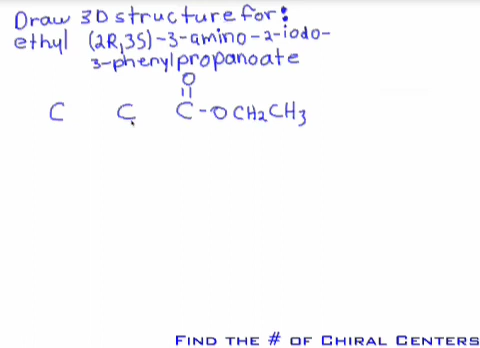 Draw 3D structure for:
ethyl (2R,3S)-3-amino-2-iodo-
3-phenylpropanoate
O
C C C-OCH2CH3
FIND THE # OF CHIRAL CENTERS